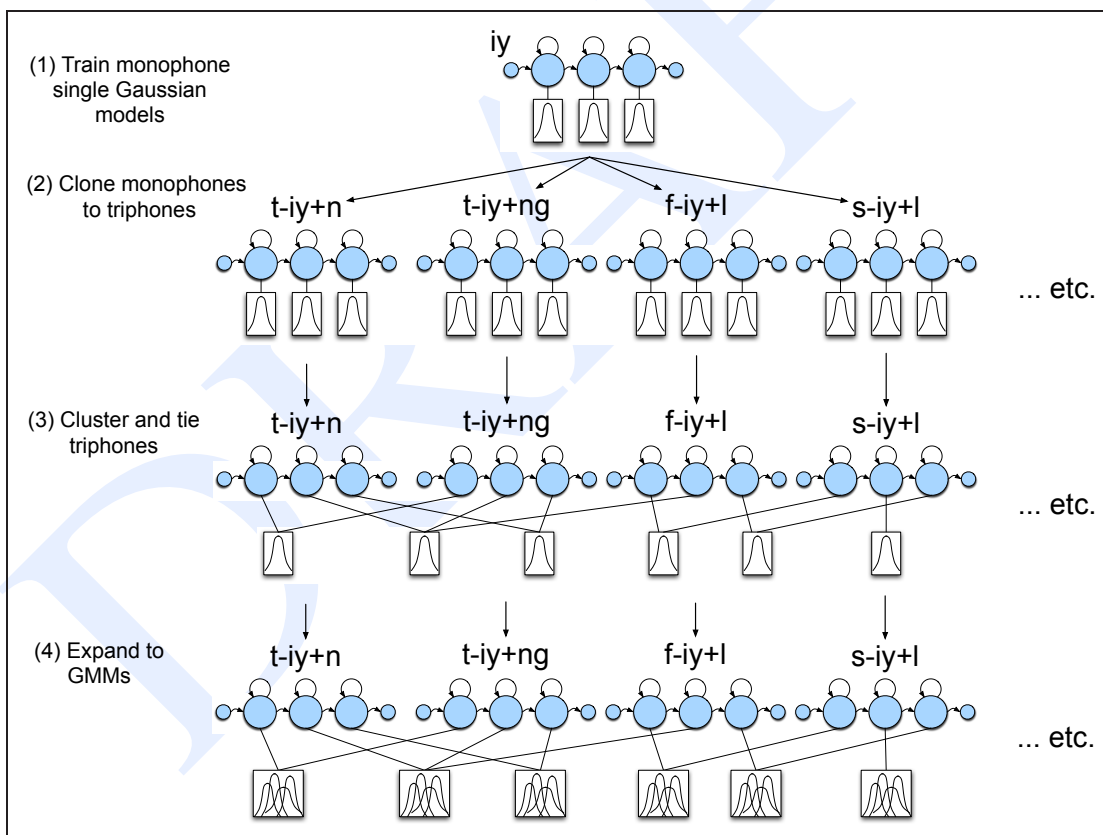 iy
(1) Train monophone
single Gaussian
models
(2) Clone monophones
to triphones
t-iy+n t-iy+ng f-iy+l s-iy+l
... etc.
(3) Cluster and tie
triphones
t-iy+n t-iy+ng f-iy+l s-iy+l
... etc.
(4) Expand to
GMMs
t-iy+n t-iy+ng f-iy+l s-iy+l
... etc.